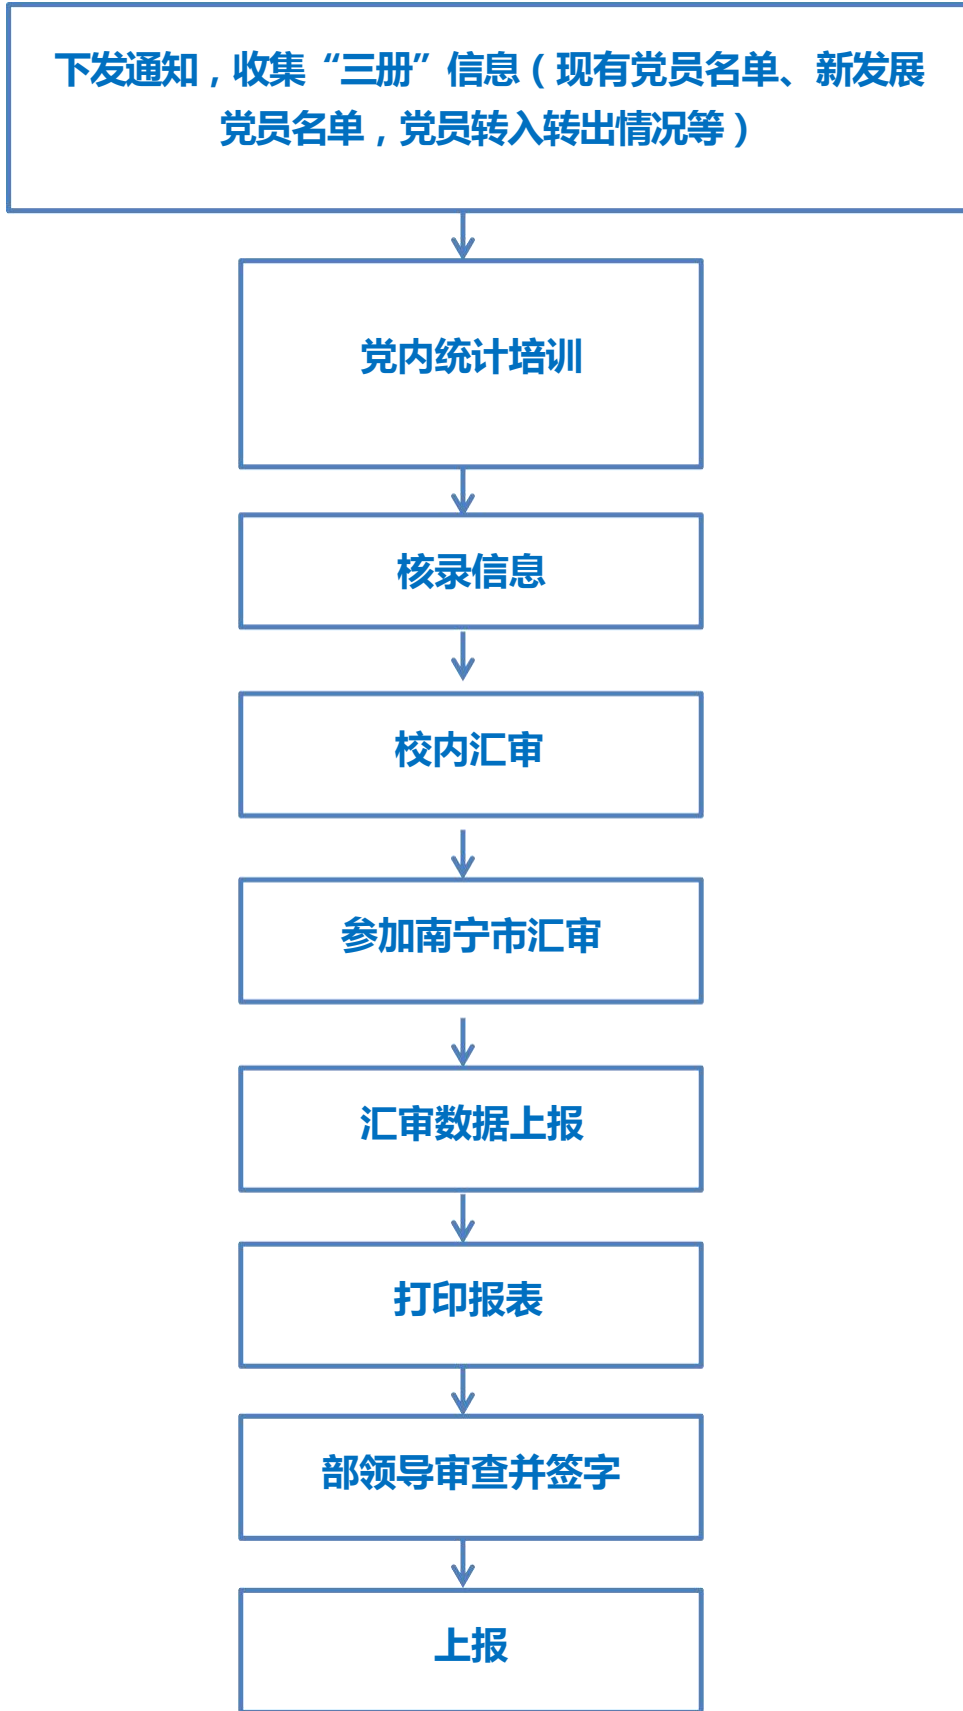 下发通知，收集“三册”信息（现有党员名单、新发展
党员名单，党员转入转出情况等）
党内统计培训
核录信息
校内汇审
参加南宁市汇审
汇审数据上报
打印报表
部领导审查并签字
上报